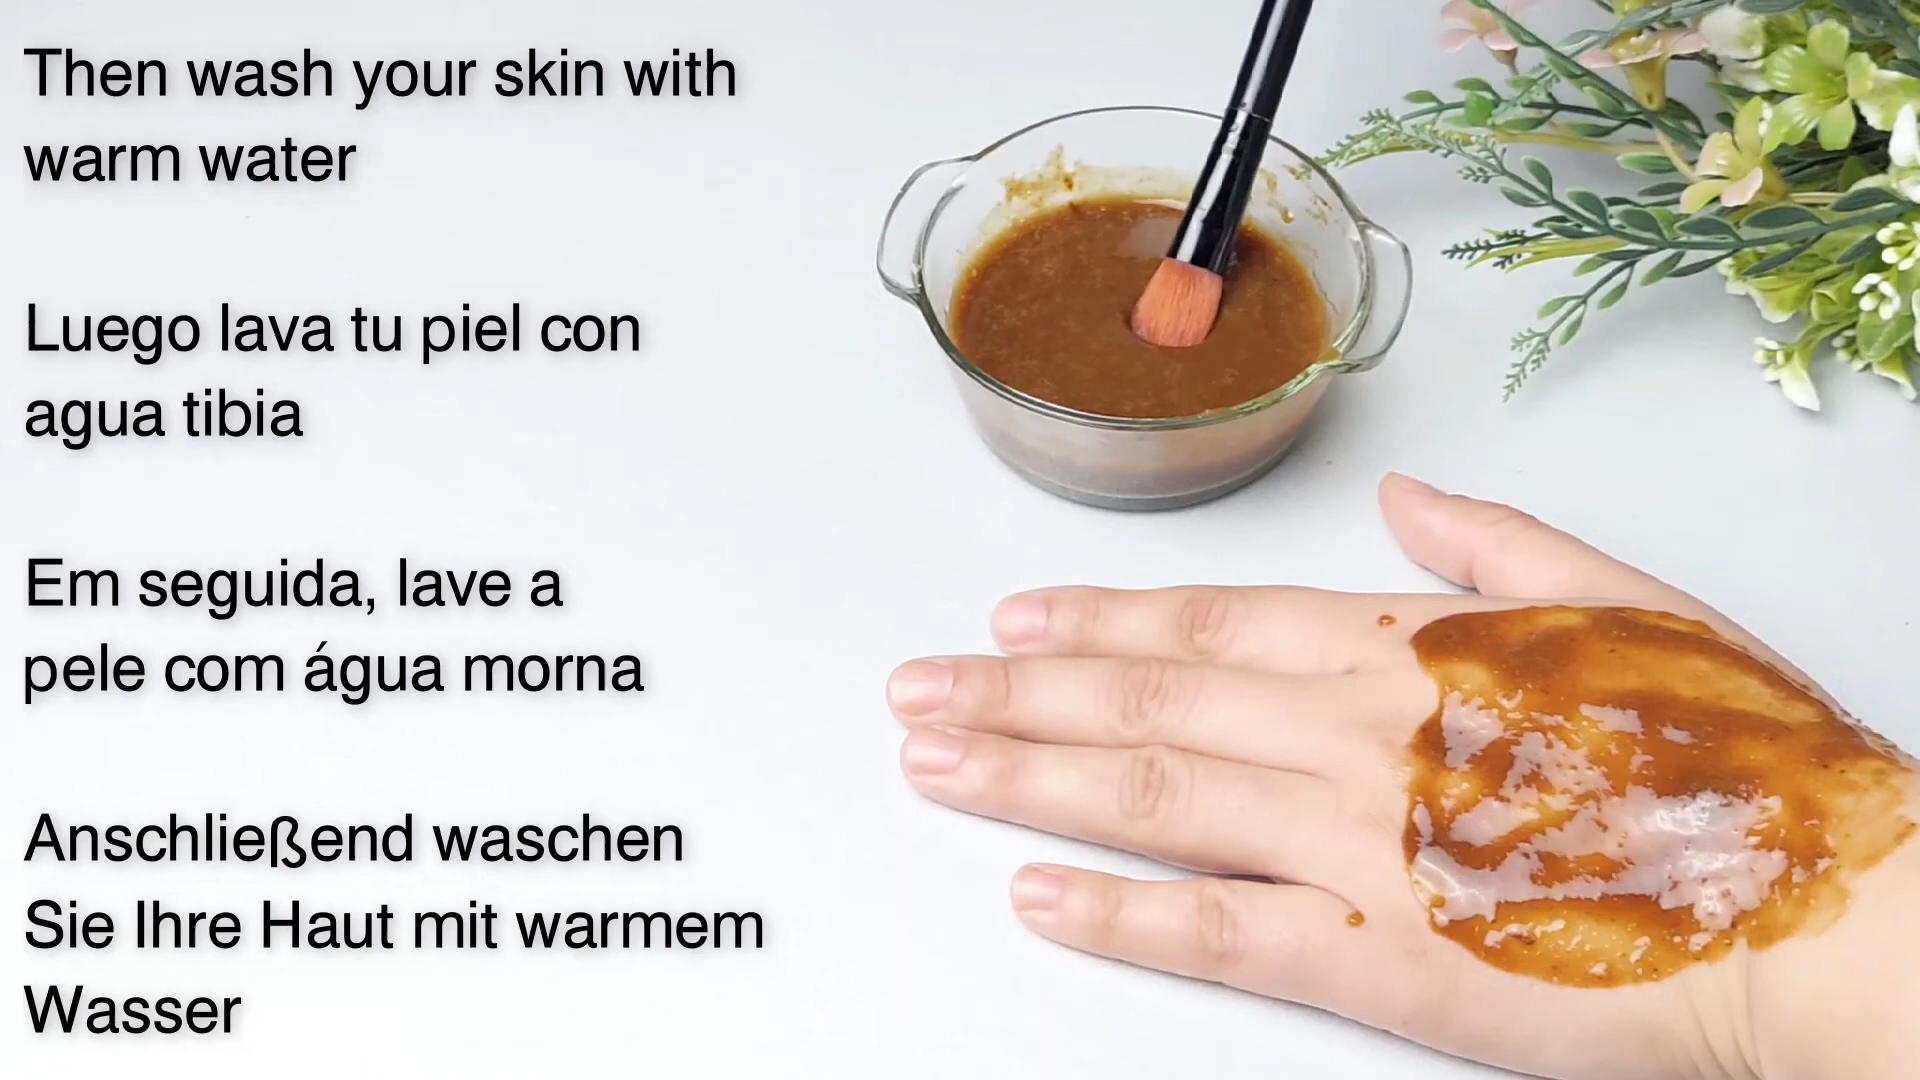 Then wash your skin with
warm water
Luego lava tu piel con
agua tibia
Em seguida, lave a
pele com água morna
Anschließend waschen
Sie Ihre Haut mit warmem
Wasser